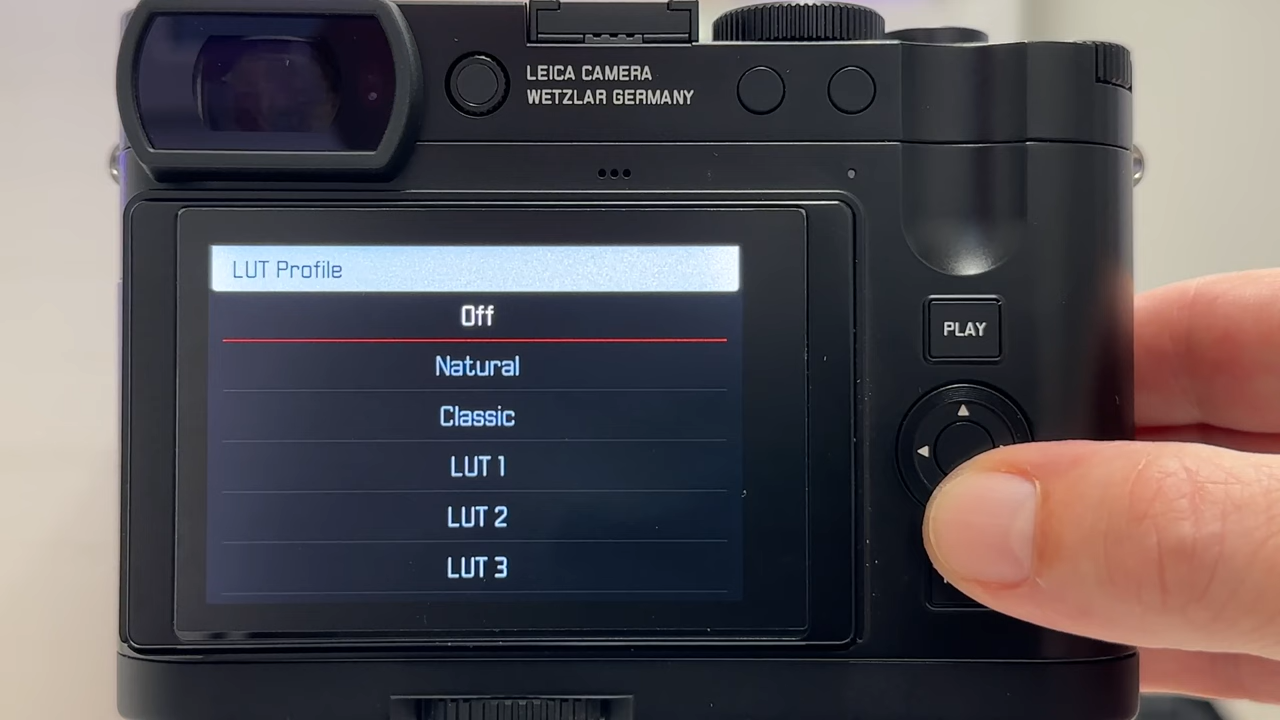 LEICA CAMERA
WETZLAR GERMANY
LUT Profile
Off
Natural
Classic
LUT 1
LUT 2
LUT 3
PLAY